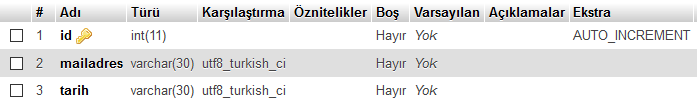 # Adı Türü Karşılaştırma Öznitelikler Boş Varsayılan Açıklamalar Ekstra
1 id int(11) Hayır Yok AUTO_INCREMENT
2 mailadres varchar(30) utf8_turkish_ci Hayır Yok
3 tarih varchar(30) utf8_turkish_ci Hayır Yok